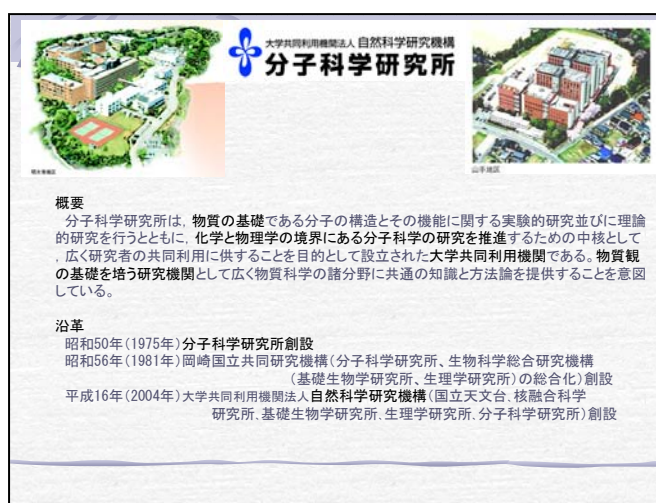 大学共同利用機関法人 自然科学研究機構
分子科学研究所
明大寺地区
山手地区
概要
分子科学研究所は，物質の基礎である分子の構造とその機能に関する実験的研究並びに理論
的研究を行うとともに，化学と物理学の境界にある分子科学の研究を推進するための中核として
，広く研究者の共同利用に供することを目的として設立された大学共同利用機関である。物質観
の基礎を培う研究機関として広く物質科学の諸分野に共通の知識と方法論を提供することを意図
している。
沿革
昭和50年（1975年）分子科学研究所創設
昭和56年（1981年）岡崎国立共同研究機構（分子科学研究所、生物科学総合研究機構
（基礎生物学研究所、生理学研究所）の総合化）創設
平成16年（2004年）大学共同利用機関法人自然科学研究機構（国立天文台、核融合科学
研究所、基礎生物学研究所、生理学研究所、分子科学研究所）創設